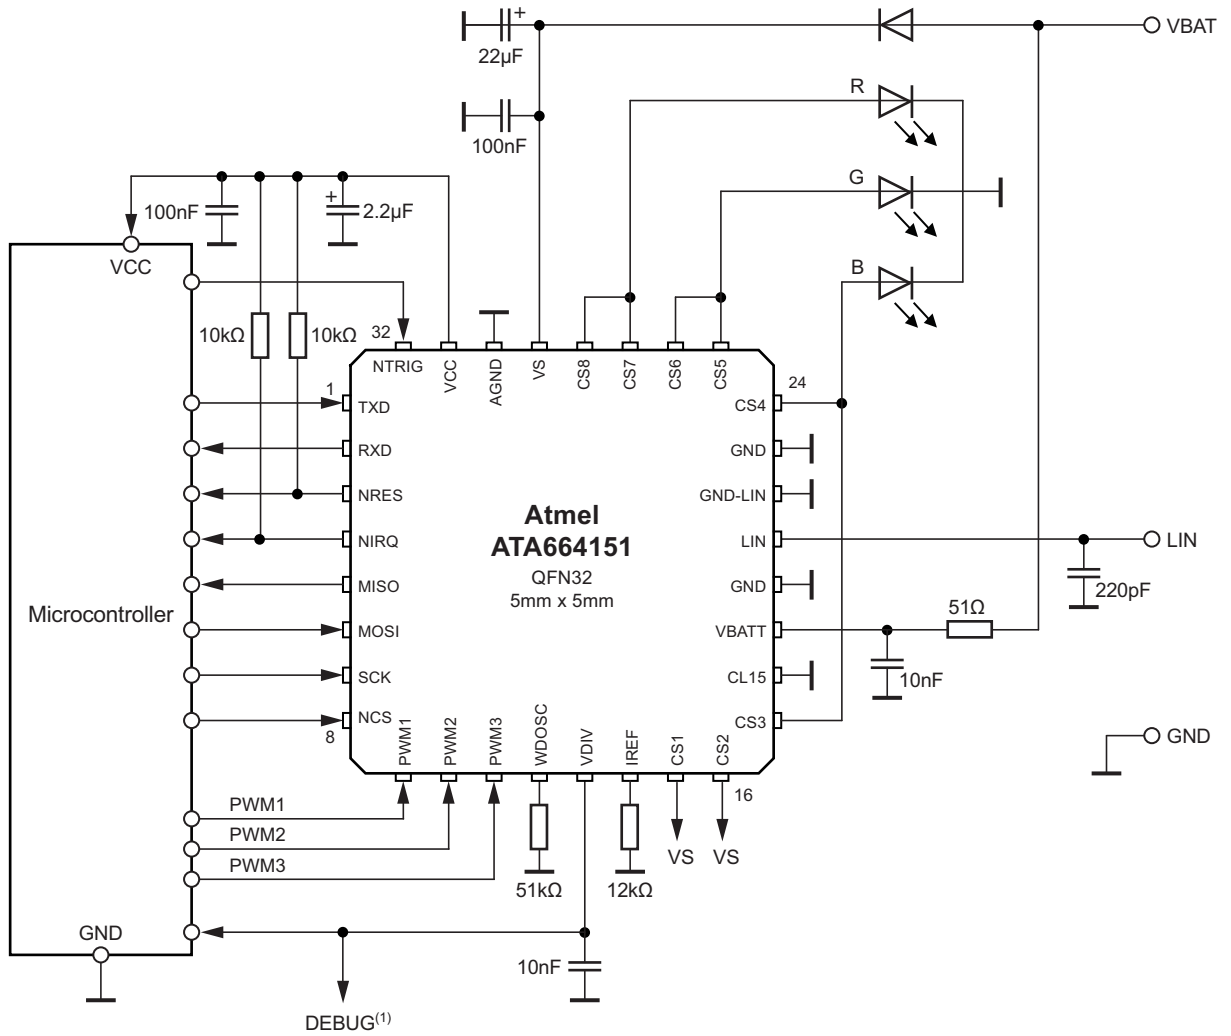 VBAT
22µF
+
R
100nF
G
100nF
+
2.2µF
VCC
B
10kΩ
10kΩ
32
NTRIG
VCC
AGND
VS
CS8
CS7
CS6
CS5
24
1
TXD
CS4
RXD
GND
NRES
GND-LIN
Atmel
ATA664151
QFN32
5mm x 5mm
NIRQ
LIN
LIN
MISO
GND
220pF
Microcontroller
51Ω
MOSI
VBATT
SCK
CL15
10nF
NCS
8
CS3
PWM1
PWM2
PWM3
WDOSC
VDIV
IREF
CS1
CS2
16
GND
PWM1
PWM2
PWM3
VS
VS
51kΩ
12kΩ
GND
10nF
DEBUG(1)